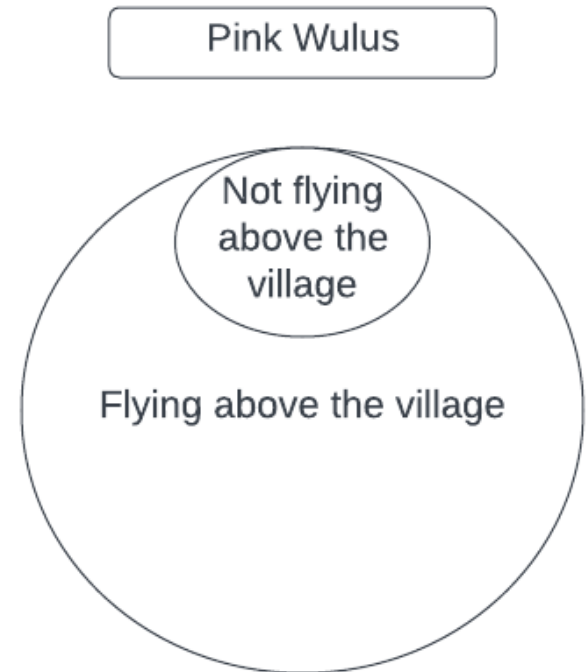 Pink Wulus
Not flying
above the
village
Flying above the village